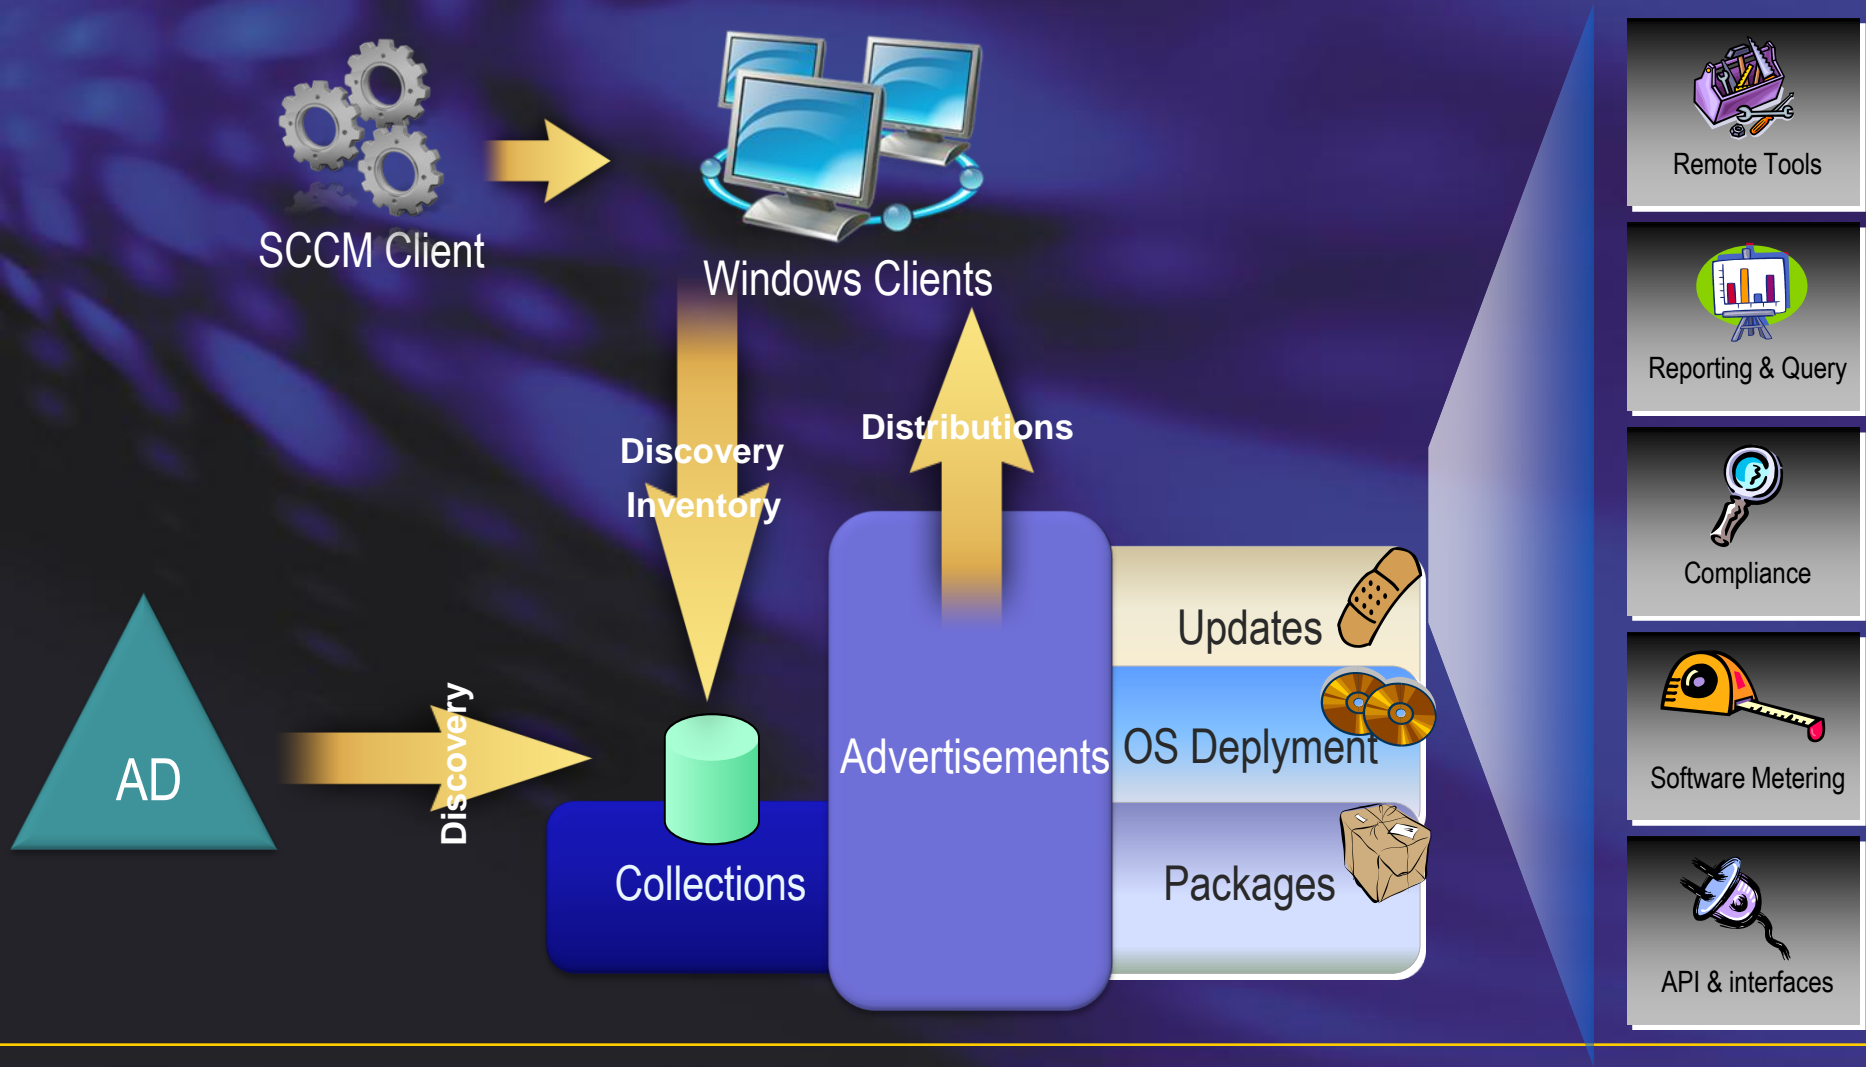 SCCM Client
Windows Clients
Discovery
Inventory
Distributions
AD
Discovery
Collections
Advertisements
Updates
OS Deplyment
Packages
Remote Tools
Reporting & Query
Compliance
Software Metering
API & interfaces